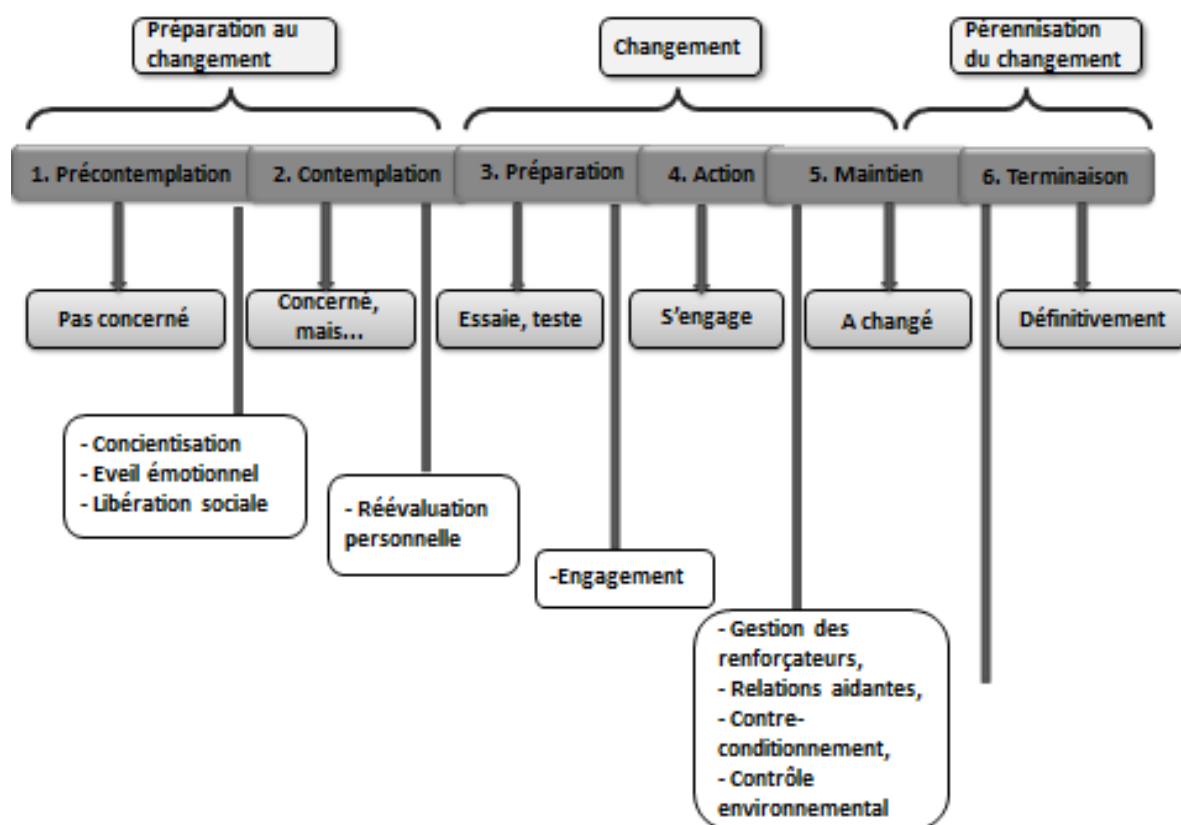 Préparation au
changement
Changement
Pérennisation
du changement
1. Précontemplation
2. Contemplation
3. Préparation
4. Action
5. Maintien
6. Terminaison
Pas concerné
Concerné,
mais...
Essaie, teste
S'engage
A changé
Définitivement
- Concientisation
- Eveil émotionnel
- Libération sociale
- Réévaluation
personnelle
-Engagement
- Gestion des
renforçateurs,
- Relations aidantes,
- Contre-
conditionnement,
- Contrôle
environnemental